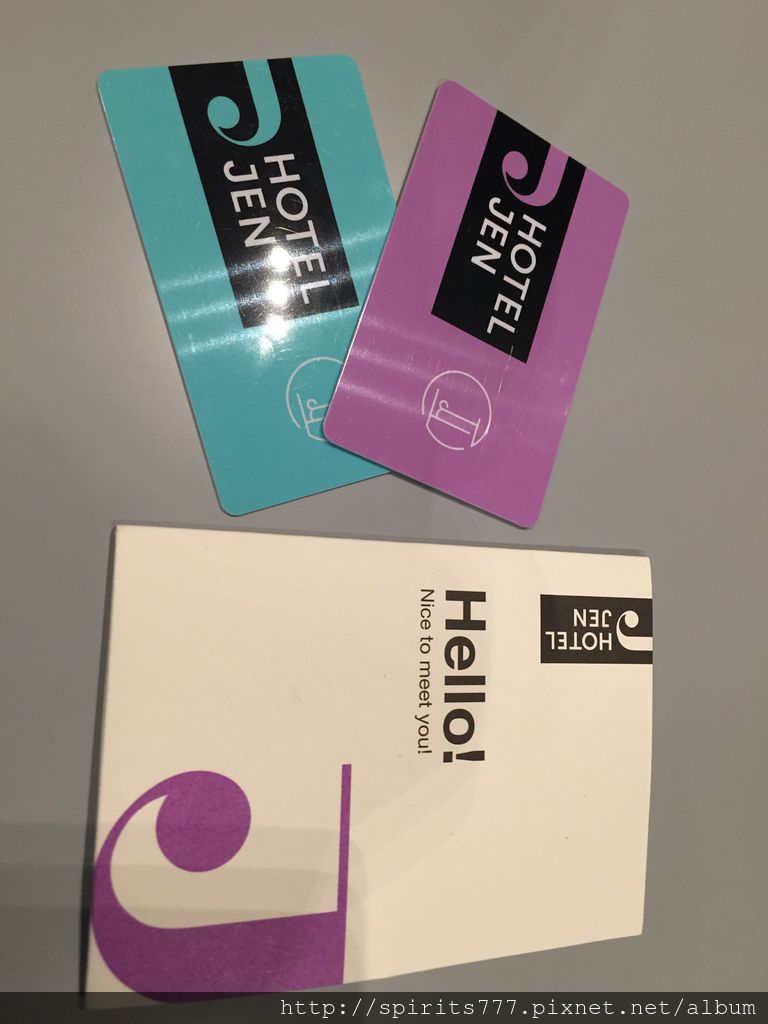 HOTEL
JEN
HOTEL
JEN
Hello!
Nice to meet you!
HOTEL
JEN
http://spirits777.pixnet.net/album